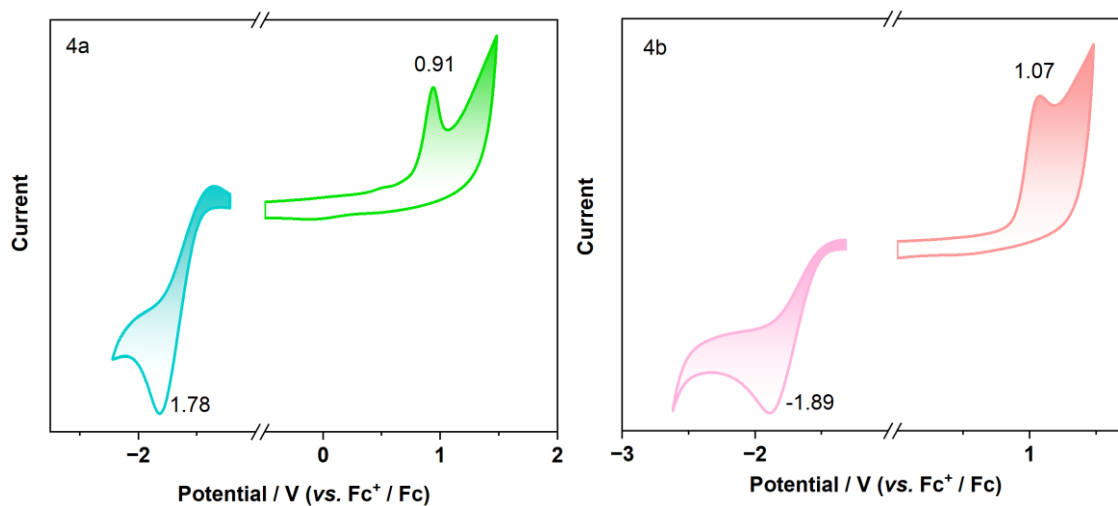 4a
0.91
1.78
Current
−2
0
1
2
Potential / V (vs. Fc⁺ / Fc)
4b
1.07
-1.89
Current
−3
−2
1
Potential / V (vs. Fc⁺ / Fc)